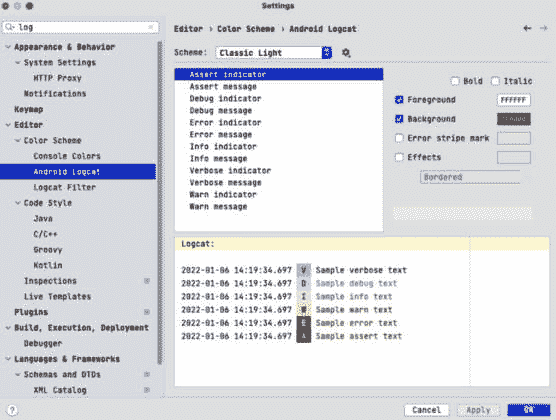 Settings
log
Editor › Color Scheme › Android Logcat
Appearance & Behavior
System Settings
HTTP Proxy
Notifications
Keymap
Editor
Color Scheme
Console Colors
Android Logcat
Logcat Filter
Code Style
Java
C/C++
Groovy
Kotlin
Inspections
Live Templates
Plugins
Build, Execution, Deployment
Debugger
Languages & Frameworks
Schemas and DTDs
XML Catalog
Scheme: Classic Light
Assert indicator
Assert message
Debug indicator
Debug message
Error indicator
Error message
Info indicator
Info message
Verbose indicator
Verbose message
Warn indicator
Warn message
Bold Italic
Foreground FFFFFF
Background
Error stripe mark
Effects
Bordered
Logcat:
2022-01-06 14:19:34.697 V Sample verbose text
2022-01-06 14:19:34.697 D Sample debug text
2022-01-06 14:19:34.697 I Sample info text
2022-01-06 14:19:34.697 W Sample warn text
2022-01-06 14:19:34.697 E Sample error text
2022-01-06 14:19:34.697 A Sample assert text
?
Cancel Apply OK